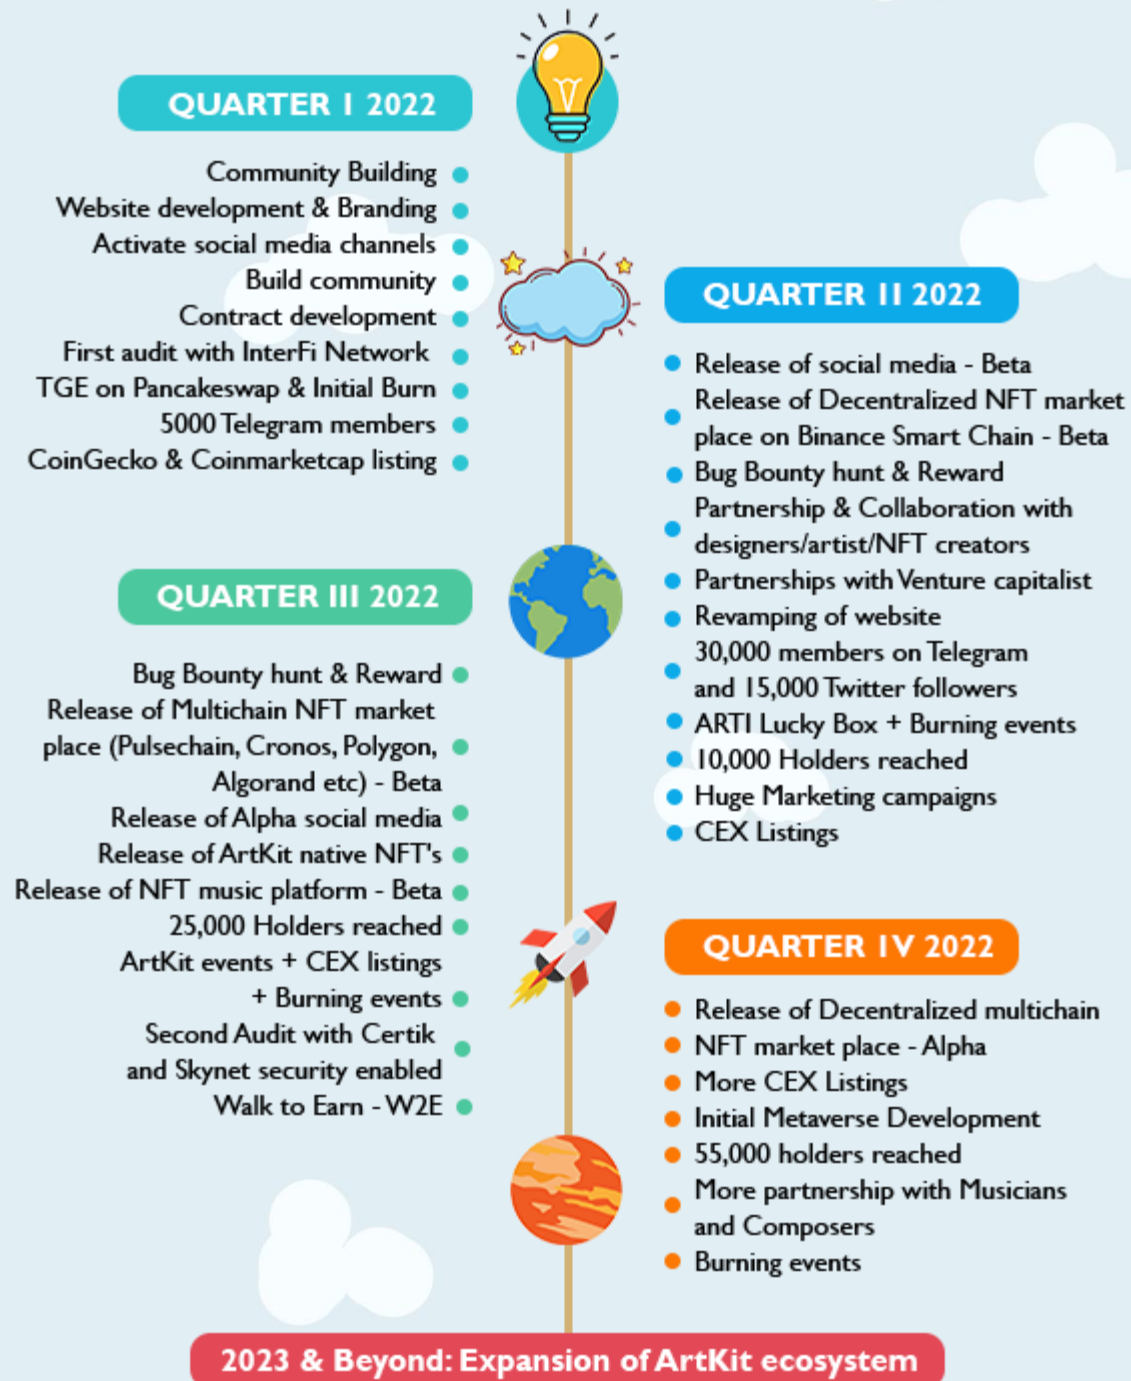 QUARTER I 2022
Community Building
Website development & Branding
Activate social media channels
Build community
Contract development
First audit with InterFi Network
TGE on Pancakeswap & Initial Burn
5000 Telegram members
CoinGecko & Coinmarketcap listing
QUARTER II 2022
Release of social media - Beta
Release of Decentralized NFT market
place on Binance Smart Chain - Beta
Bug Bounty hunt & Reward
Partnership & Collaboration with
designers/artist/NFT creators
Partnerships with Venture capitalist
Revamping of website
30,000 members on Telegram
and 15,000 Twitter followers
ARTI Lucky Box + Burning events
10,000 Holders reached
Huge Marketing campaigns
CEX Listings
QUARTER III 2022
Bug Bounty hunt & Reward
Release of Multichain NFT market
place (Pulsechain, Cronos, Polygon,
Algorand etc) - Beta
Release of Alpha social media
Release of ArtKit native NFT's
Release of NFT music platform - Beta
25,000 Holders reached
ArtKit events + CEX listings
+ Burning events
Second Audit with Certik
and Skynet security enabled
Walk to Earn - W2E
QUARTER IV 2022
Release of Decentralized multichain
NFT market place - Alpha
More CEX Listings
Initial Metaverse Development
55,000 holders reached
More partnership with Musicians
and Composers
Burning events
2023 & Beyond: Expansion of ArtKit ecosystem